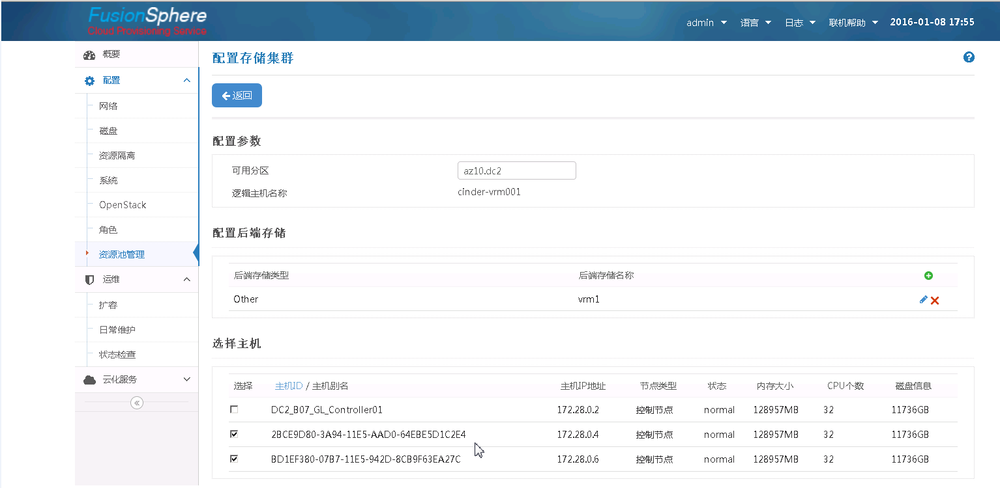 FusionSphere
Cloud Provisioning Service
admin 语言 日志 联机帮助 2016-01-08 17:55
概要
配置
网络
磁盘
资源隔离
系统
OpenStack
角色
资源池管理
运维
扩容
日常维护
状态检查
云化服务
配置存储集群
返回
配置参数
可用分区 az10.dc2
逻辑主机名称 cinder-vrm001
配置后端存储
后端存储类型 后端存储名称
Other vrm1
选择主机
选择 主机ID / 主机别名 主机IP地址 节点类型 状态 内存大小 CPU个数 磁盘信息
DC2_B07_GL_Controller01 172.28.0.2 控制节点 normal 128957MB 32 11736GB
2BCE9D80-3A94-11E5-AAD0-64EBE5D1C2E4 172.28.0.4 控制节点 normal 128957MB 32 11736GB
BD1EF380-07B7-11E5-942D-8CB9F63EA27C 172.28.0.6 控制节点 normal 128957MB 32 11736GB